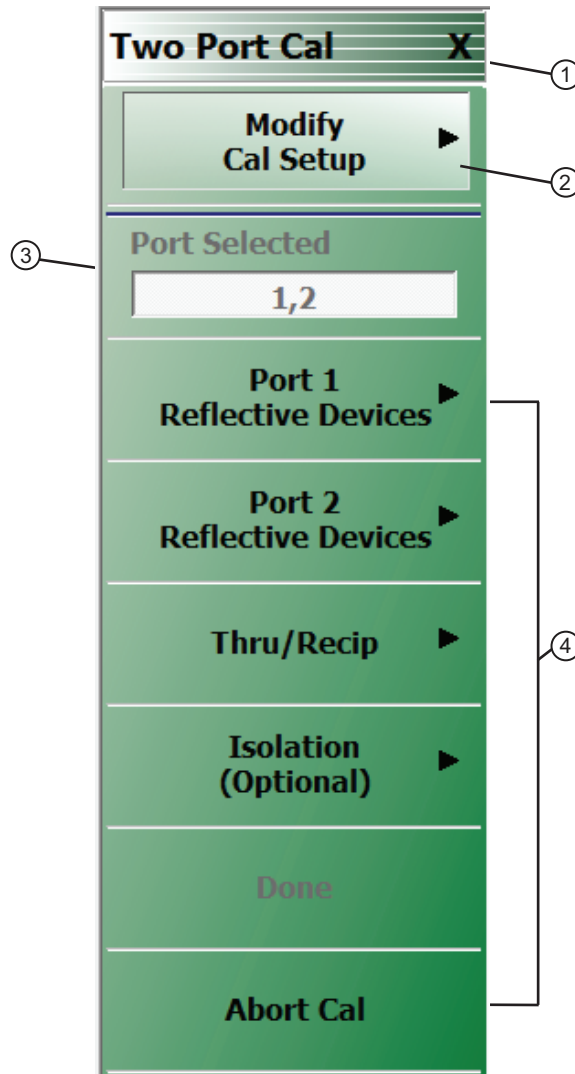 Two Port Cal X
1
Modify
Cal Setup
2
3
Port Selected
1,2
Port 1
Reflective Devices
Port 2
Reflective Devices
Thru/Recip
4
Isolation
(Optional)
Done
Abort Cal